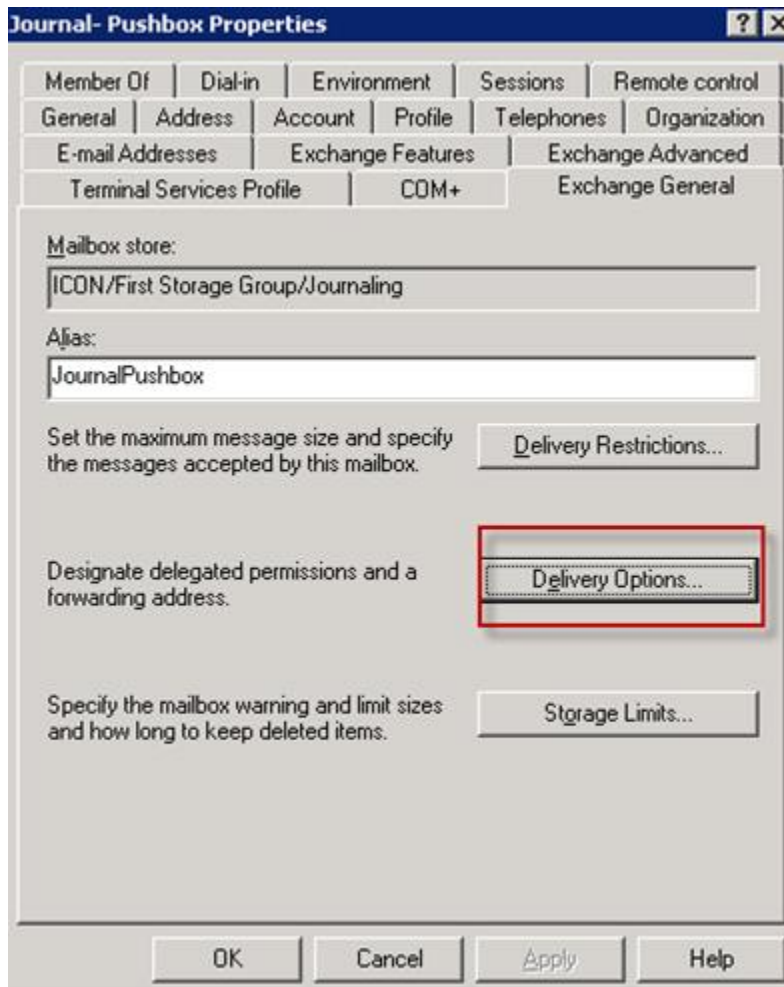 Journal- Pushbox Properties
? X
Member Of Dial-in Environment Sessions Remote control
General Address Account Profile Telephones Organization
E-mail Addresses Exchange Features Exchange Advanced
Terminal Services Profile COM+ Exchange General
Mailbox store:
ICON/First Storage Group/Journaling
Alias:
JournalPushbox
Set the maximum message size and specify
the messages accepted by this mailbox.
Delivery Restrictions...
Designate delegated permissions and a
forwarding address.
Delivery Options...
Specify the mailbox warning and limit sizes
and how long to keep deleted items.
Storage Limits...
OK Cancel Apply Help